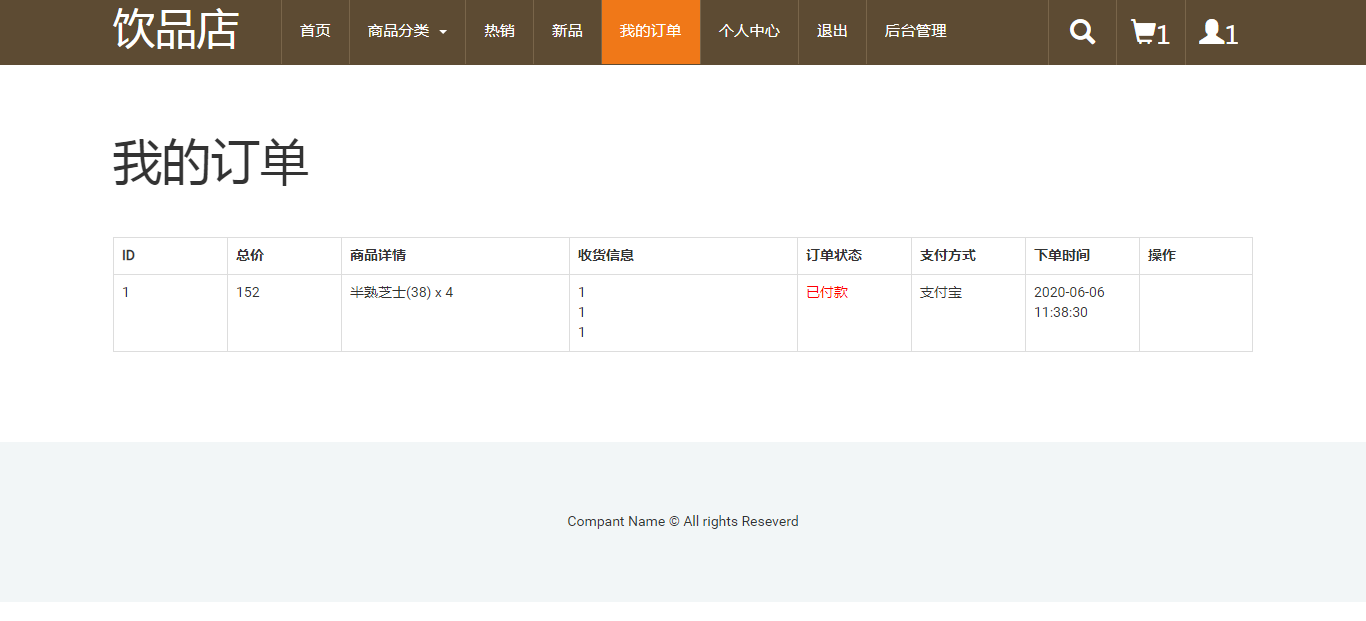 饮品店 首页 商品分类 热销 新品 我的订单 个人中心 退出 后台管理 1 1
我的订单
ID 总价 商品详情 收货信息 订单状态 支付方式 下单时间 操作
1 152 半熟芝士(38) x 4 1 已付款 支付宝 2020-06-06
1 11:38:30
1
Compant Name © All rights Reseverd